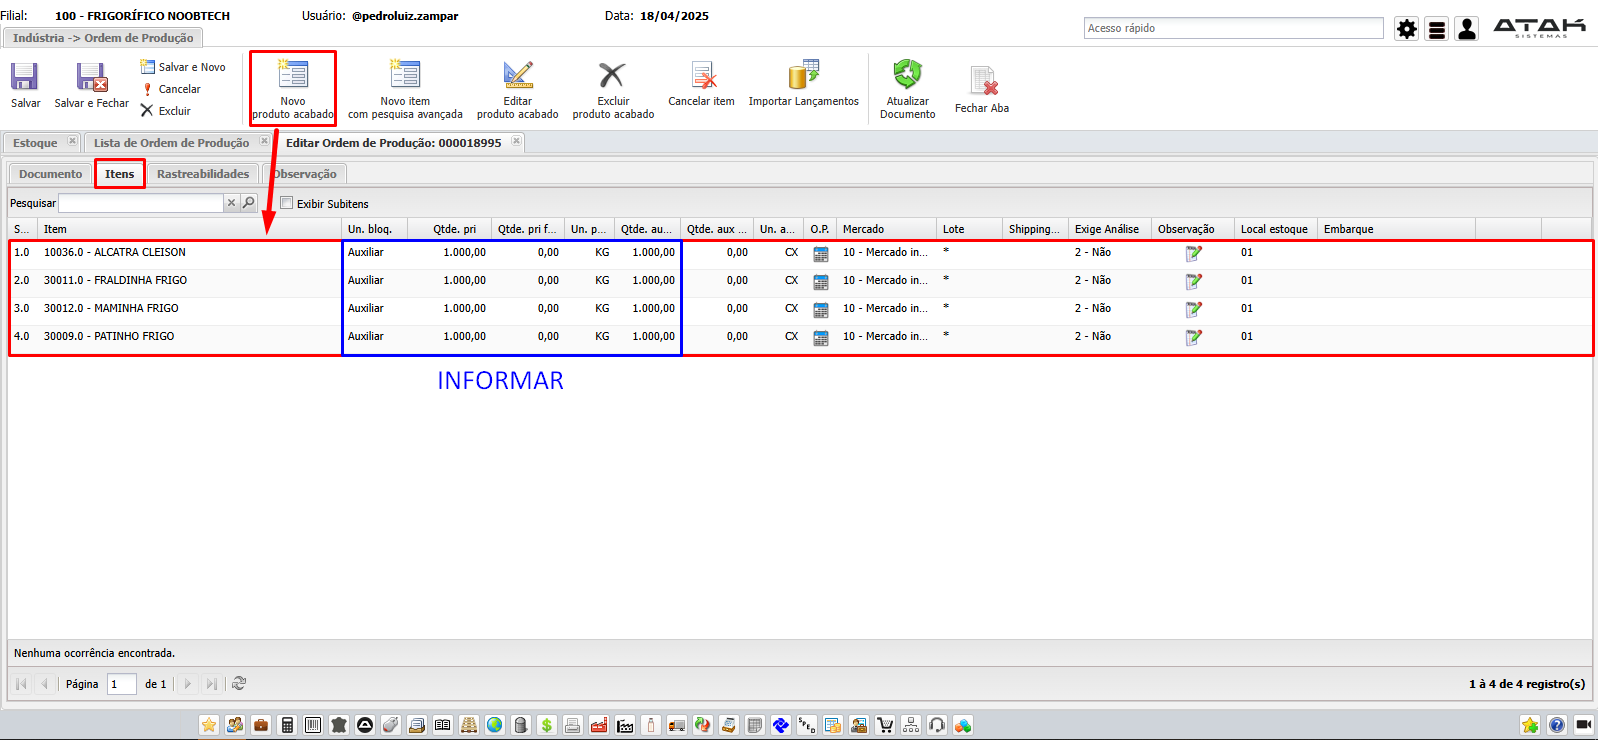 Filial: 100 - FRIGORÍFICO NOOBTECH Usuário: @pedroluiz.zampar Data: 18/04/2025
Indústria -> Ordem de Produção
Acesso rápido
ATAK
SISTEMAS
Salvar
Salvar e Fechar
Salvar e Novo
Cancelar
Excluir
Novo
produto acabado
Novo item
com pesquisa avançada
Editar
produto acabado
Excluir
produto acabado
Cancelar item
Importar Lançamentos
Atualizar
Documento
Fechar Aba
Estoque Lista de Ordem de Produção Editar Ordem de Produção: 000018995
Documento Itens Rastreabilidades Observação
Pesquisar Exibir Subitens
S... Item Un. bloq. Qtde. pri Qtde. pri f... Un. p... Qtde. au... Qtde. aux ... Un. a... O.P. Mercado Lote Shipping... Exige Análise Observação Local estoque Embarque
1.0 10036.0 - ALCATRA CLEISON Auxiliar 1.000,00 0,00 KG 1.000,00 0,00 CX 10 - Mercado in... * 2 - Não 01
2.0 30011.0 - FRALDINHA FRIGO Auxiliar 1.000,00 0,00 KG 1.000,00 0,00 CX 10 - Mercado in... * 2 - Não 01
3.0 30012.0 - MAMINHA FRIGO Auxiliar 1.000,00 0,00 KG 1.000,00 0,00 CX 10 - Mercado in... * 2 - Não 01
4.0 30009.0 - PATINHO FRIGO Auxiliar 1.000,00 0,00 KG 1.000,00 0,00 CX 10 - Mercado in... * 2 - Não 01
INFORMAR
Nenhuma ocorrência encontrada.
Página 1 de 1
1 à 4 de 4 registro(s)
SPED